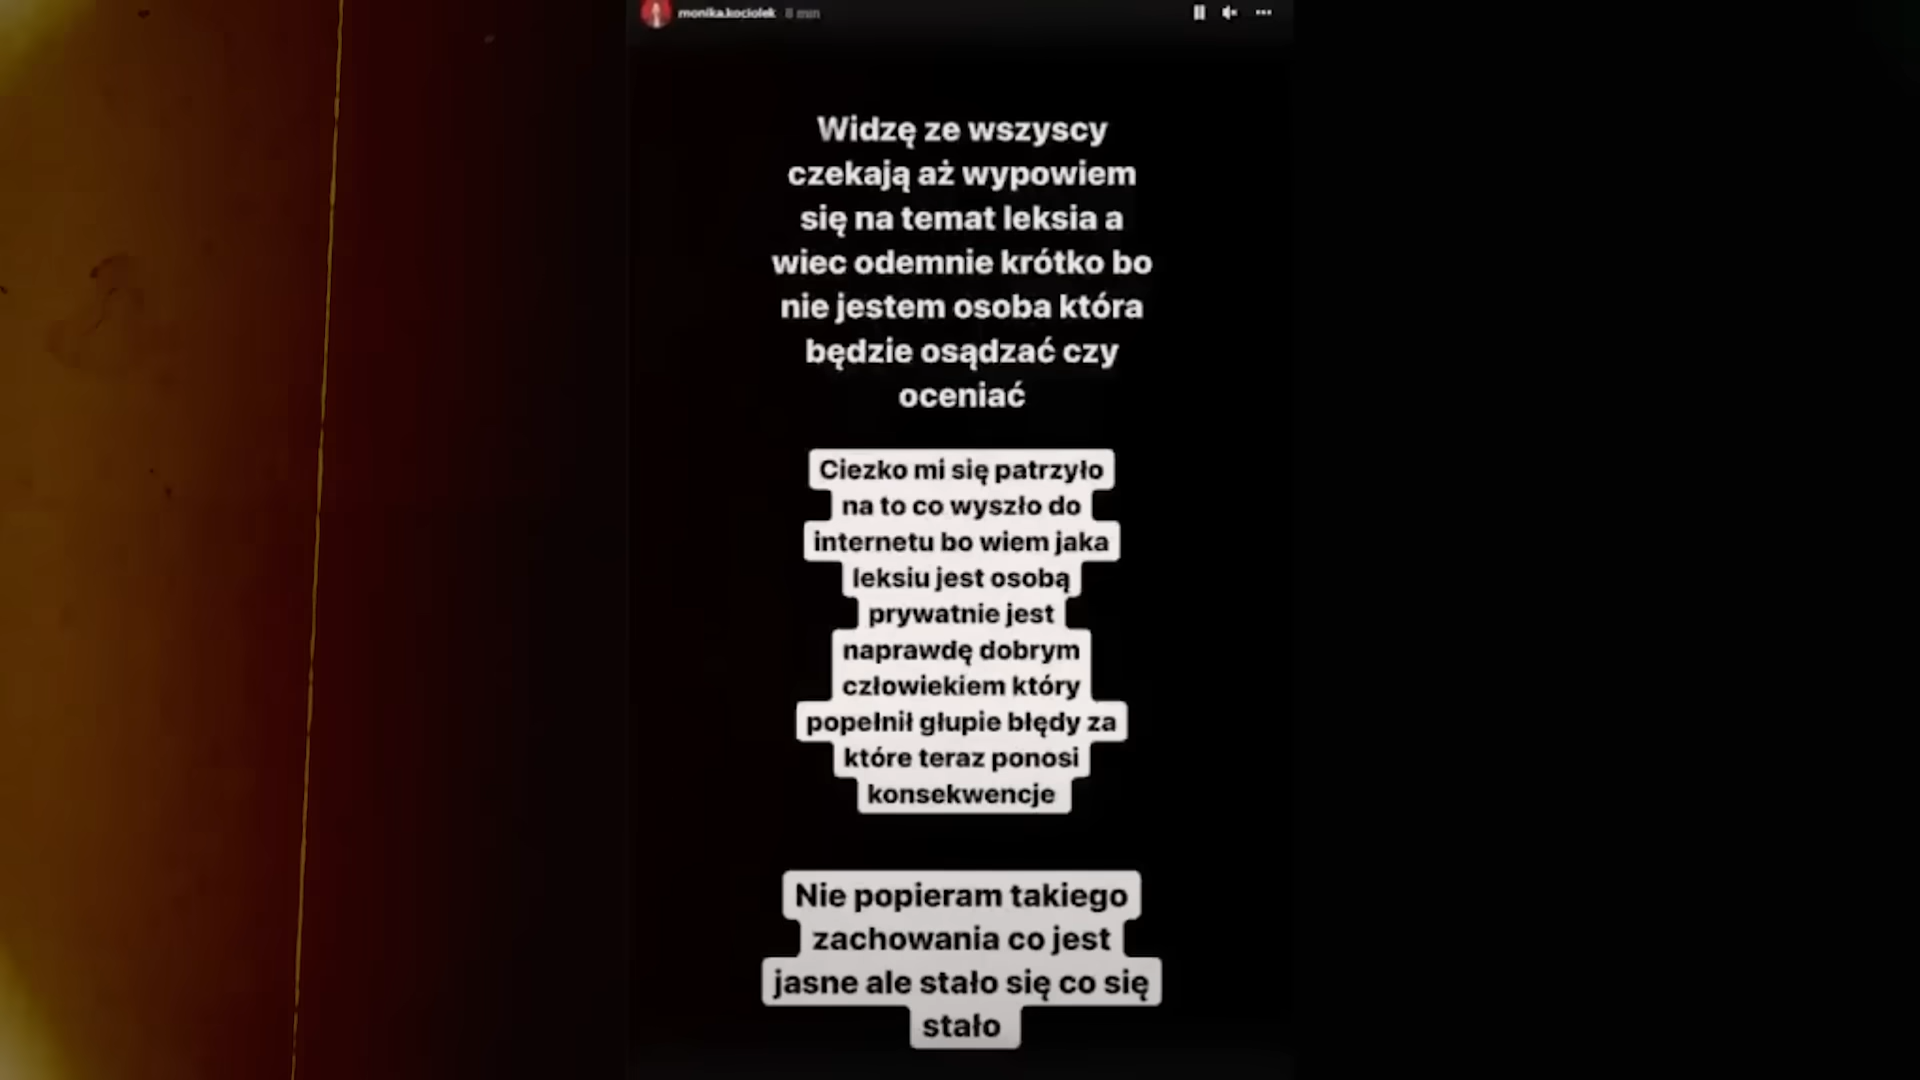 monika.kociolek 8 min
Widzę ze wszyscy
czekają aż wypowiem
się na temat leksia a
wiec odemnie krótko bo
nie jestem osoba która
będzie osądzać czy
oceniać
Ciezko mi się patrzyło
na to co wyszło do
internetu bo wiem jaka
leksiu jest osobą
prywatnie jest
naprawdę dobrym
człowiekiem który
popełnił głupie błędy za
które teraz ponosi
konsekwencje
Nie popieram takiego
zachowania co jest
jasne ale stało się co się
stało